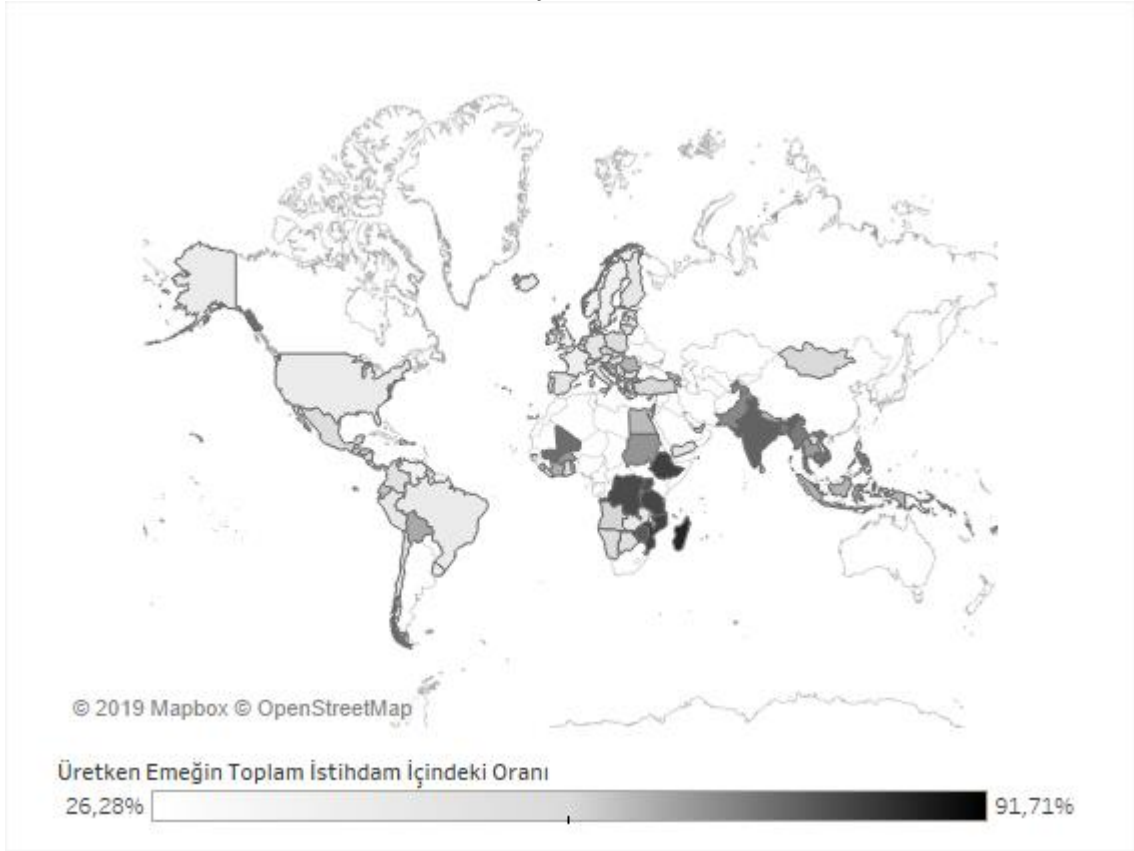 © 2019 Mapbox © OpenStreetMap
Üretken Emeğin Toplam İstihdam İçindeki Oranı
26,28% 91,71%